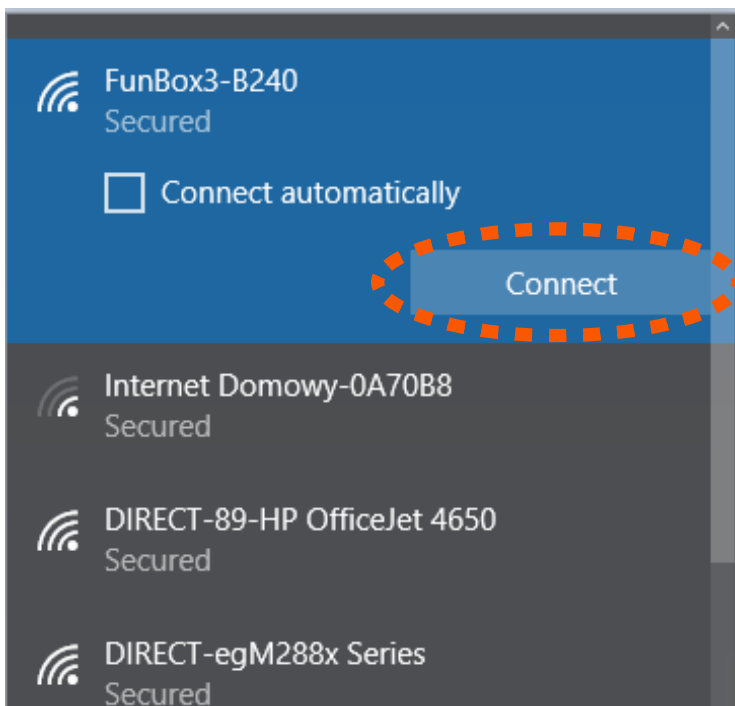 FunBox3-B240
Secured
Connect automatically
Connect
Internet Domowy-0A70B8
Secured
DIRECT-89-HP OfficeJet 4650
Secured
DIRECT-egM288x Series
Secured